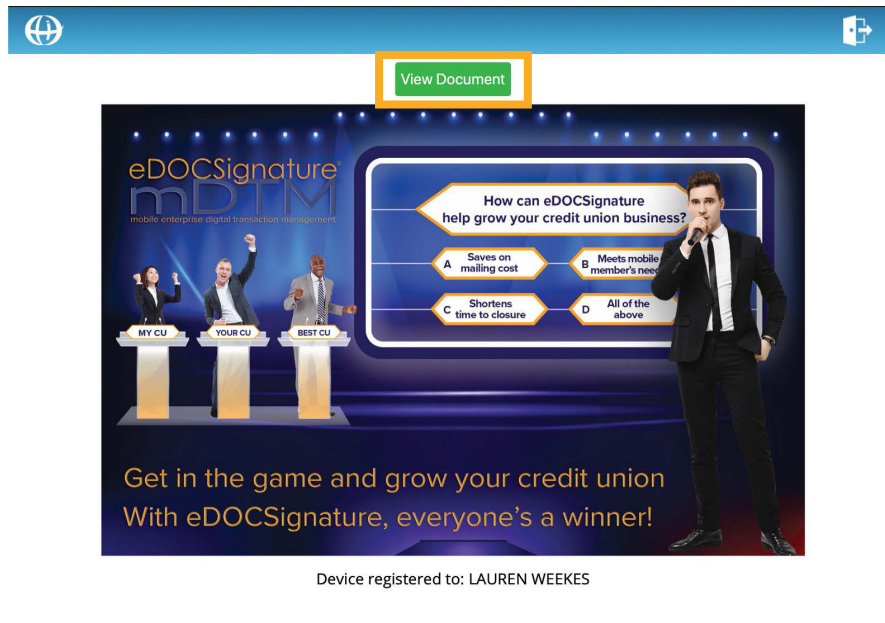 View Document
eDOCSignature®
mDTM
mobile enterprise digital transaction management
How can eDOCSignature
help grow your credit union business?
A Saves on
mailing cost
B Meets mobile
member's need
C Shortens
time to closure
D All of the
above
MY CU
YOUR CU
BEST CU
Get in the game and grow your credit union
With eDOCSignature, everyone's a winner!
Device registered to: LAUREN WEEKES